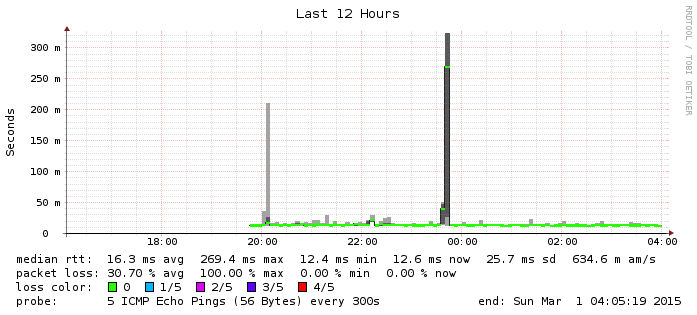 Last 12 Hours
RRDTOOL / TOBI OETIKER
Seconds
300 m
250 m
200 m
150 m
100 m
50 m
0
18:00 20:00 22:00 00:00 02:00 04:00
median rtt: 16.3 ms avg 269.4 ms max 12.4 ms min 12.6 ms now 25.7 ms sd 634.6 m am/s
packet loss: 30.70 % avg 100.00 % max 0.00 % min 0.00 % now
loss color: 0 1/5 2/5 3/5 4/5
probe: 5 ICMP Echo Pings (56 Bytes) every 300s end: Sun Mar 1 04:05:19 2015